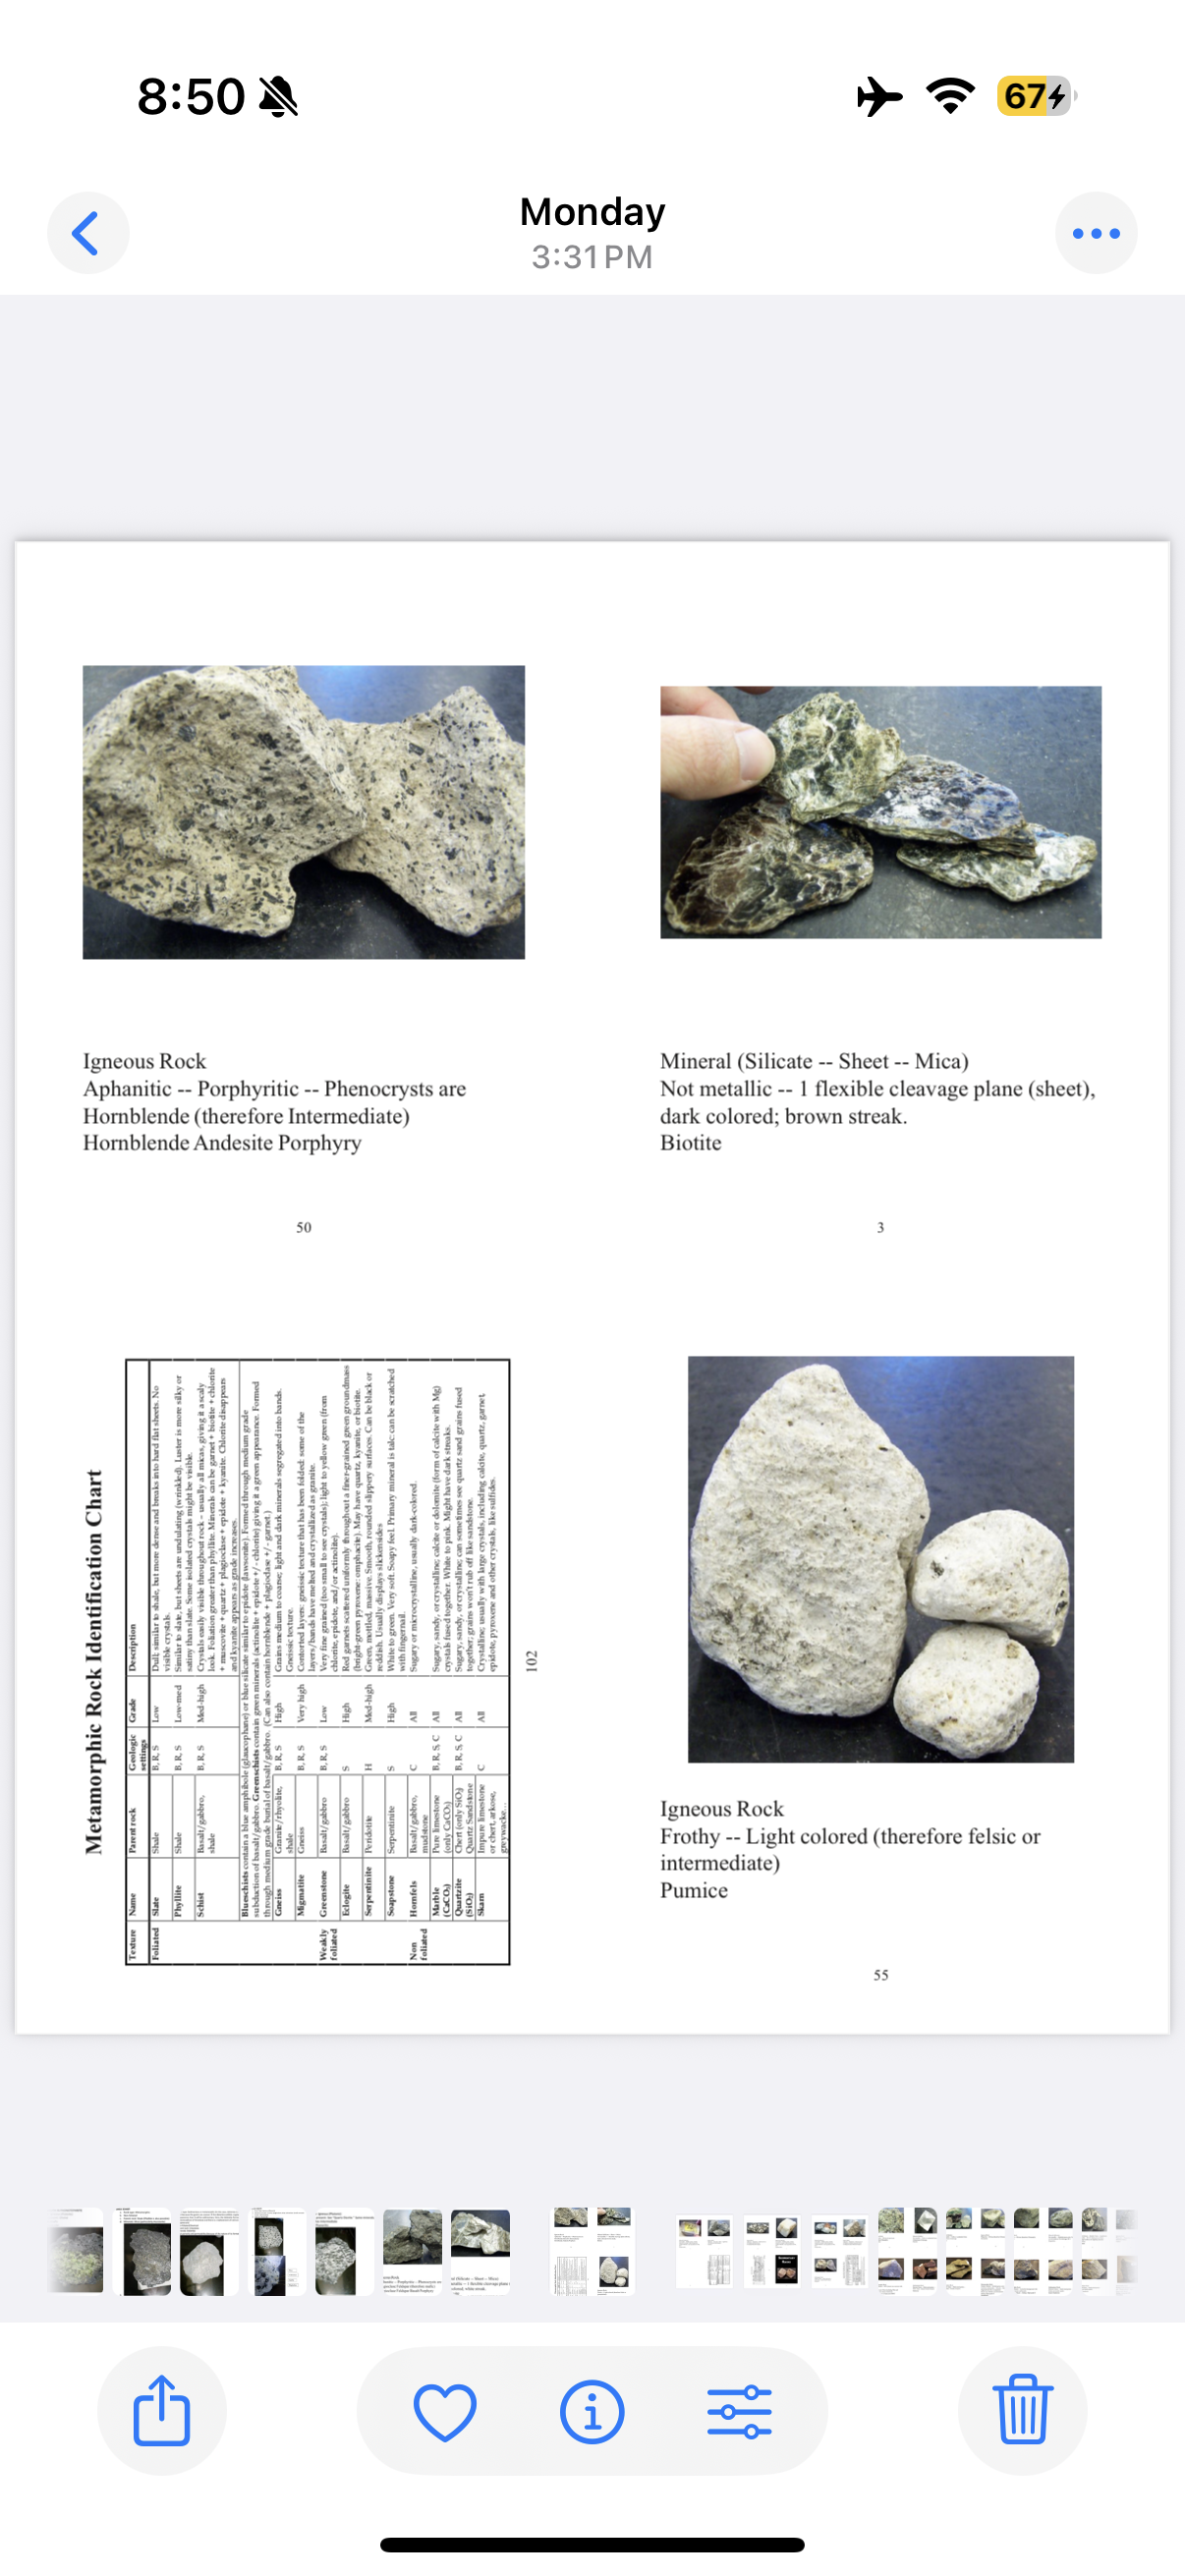 8:50
67
Monday
3:31 PM
Igneous Rock
Aphanitic -- Porphyritic -- Phenocrysts are
Hornblende (therefore Intermediate)
Hornblende Andesite Porphyry
50
Mineral (Silicate -- Sheet -- Mica)
Not metallic -- 1 flexible cleavage plane (sheet),
dark colored; brown streak.
Biotite
3
Metamorphic Rock Identification Chart
Texture Name Parent rock Geologic settings Grade Description
Foliated Slate Shale B, R, S Low Dull; similar to shale, but more dense and breaks into hard flat sheets. No
visible crystals.
Phyllite Shale B, R, S Low-med Similar to slate, but sheets are undulating (wrinkled). Luster is more silky or
satiny than slate. Some isolated crystals might be visible.
Schist Basalt/gabbro, shale B, R, S Med-high Crystals easily visible throughout rock – usually all micas, giving it a scaly
look. Foliation greater than phyllite. Minerals can be garnet + biotite + chlorite
+ muscovite + quartz + plagioclase + epidote + kyanite. Chlorite disappears
and kyanite appears as grade increases.
Blueschists contain a blue amphibole (glaucophane) or blue silicate similar to epidote (lawsonite). Formed through medium grade
subduction of basalt/gabbro. Greenschists contain green minerals (actinolite + epidote +/- chlorite) giving it a green appearance. Formed
through medium grade burial of basalt/gabbro. (Can also contain hornblende + plagioclase +/- garnet.)
Gneiss Granite/rhyolite, shale B, R, S High Grains medium to coarse; light and dark minerals segregated into bands.
Gneissic texture.
Migmatite Gneiss B, R, S Very high Contorted layers: gneissic texture that has been folded: some of the
layers/bands have melted and crystallized as granite.
Weakly foliated Greenstone Basalt/gabbro B, R, S Low Very fine grained (too small to see crystals); light to yellow green (from
chlorite, epidote, and/or actinolite).
Eclogite Basalt/gabbro S High Red garnets scattered uniformly throughout a finer-grained green groundmass
(bright-green pyroxene: omphacite). May have quartz, kyanite, or biotite.
Serpentinite Peridotite H Med-high Green, mottled, massive. Smooth, rounded slippery surfaces. Can be black or
reddish. Usually displays slickensides
Soapstone Serpentinite S High White to green. Very soft. Soapy feel. Primary mineral is talc: can be scratched
with fingernail.
Non foliated Hornfels Basalt/gabbro, mudstone C All Sugary or microcrystalline, usually dark-colored.
Marble (CaCO₃) Pure limestone (only CaCO₃) B, R, S, C All Sugary, sandy, or crystalline; calcite or dolomite (form of calcite with Mg)
crystals fused together. White to pink. Might have dark streaks.
Quartzite (SiO₂) Chert (only SiO₂) Quartz Sandstone B, R, S, C All Sugary, sandy, or crystalline; can sometimes see quartz sand grains fused
together; grains won't rub off like sandstone.
Skarn Impure limestone or chert, arkose, greywacke... C All Crystalline; usually with large crystals, including calcite, quartz, garnet,
epidote, pyroxene and other crystals, like sulfides.
102
Igneous Rock
Frothy -- Light colored (therefore felsic or
intermediate)
Pumice
55